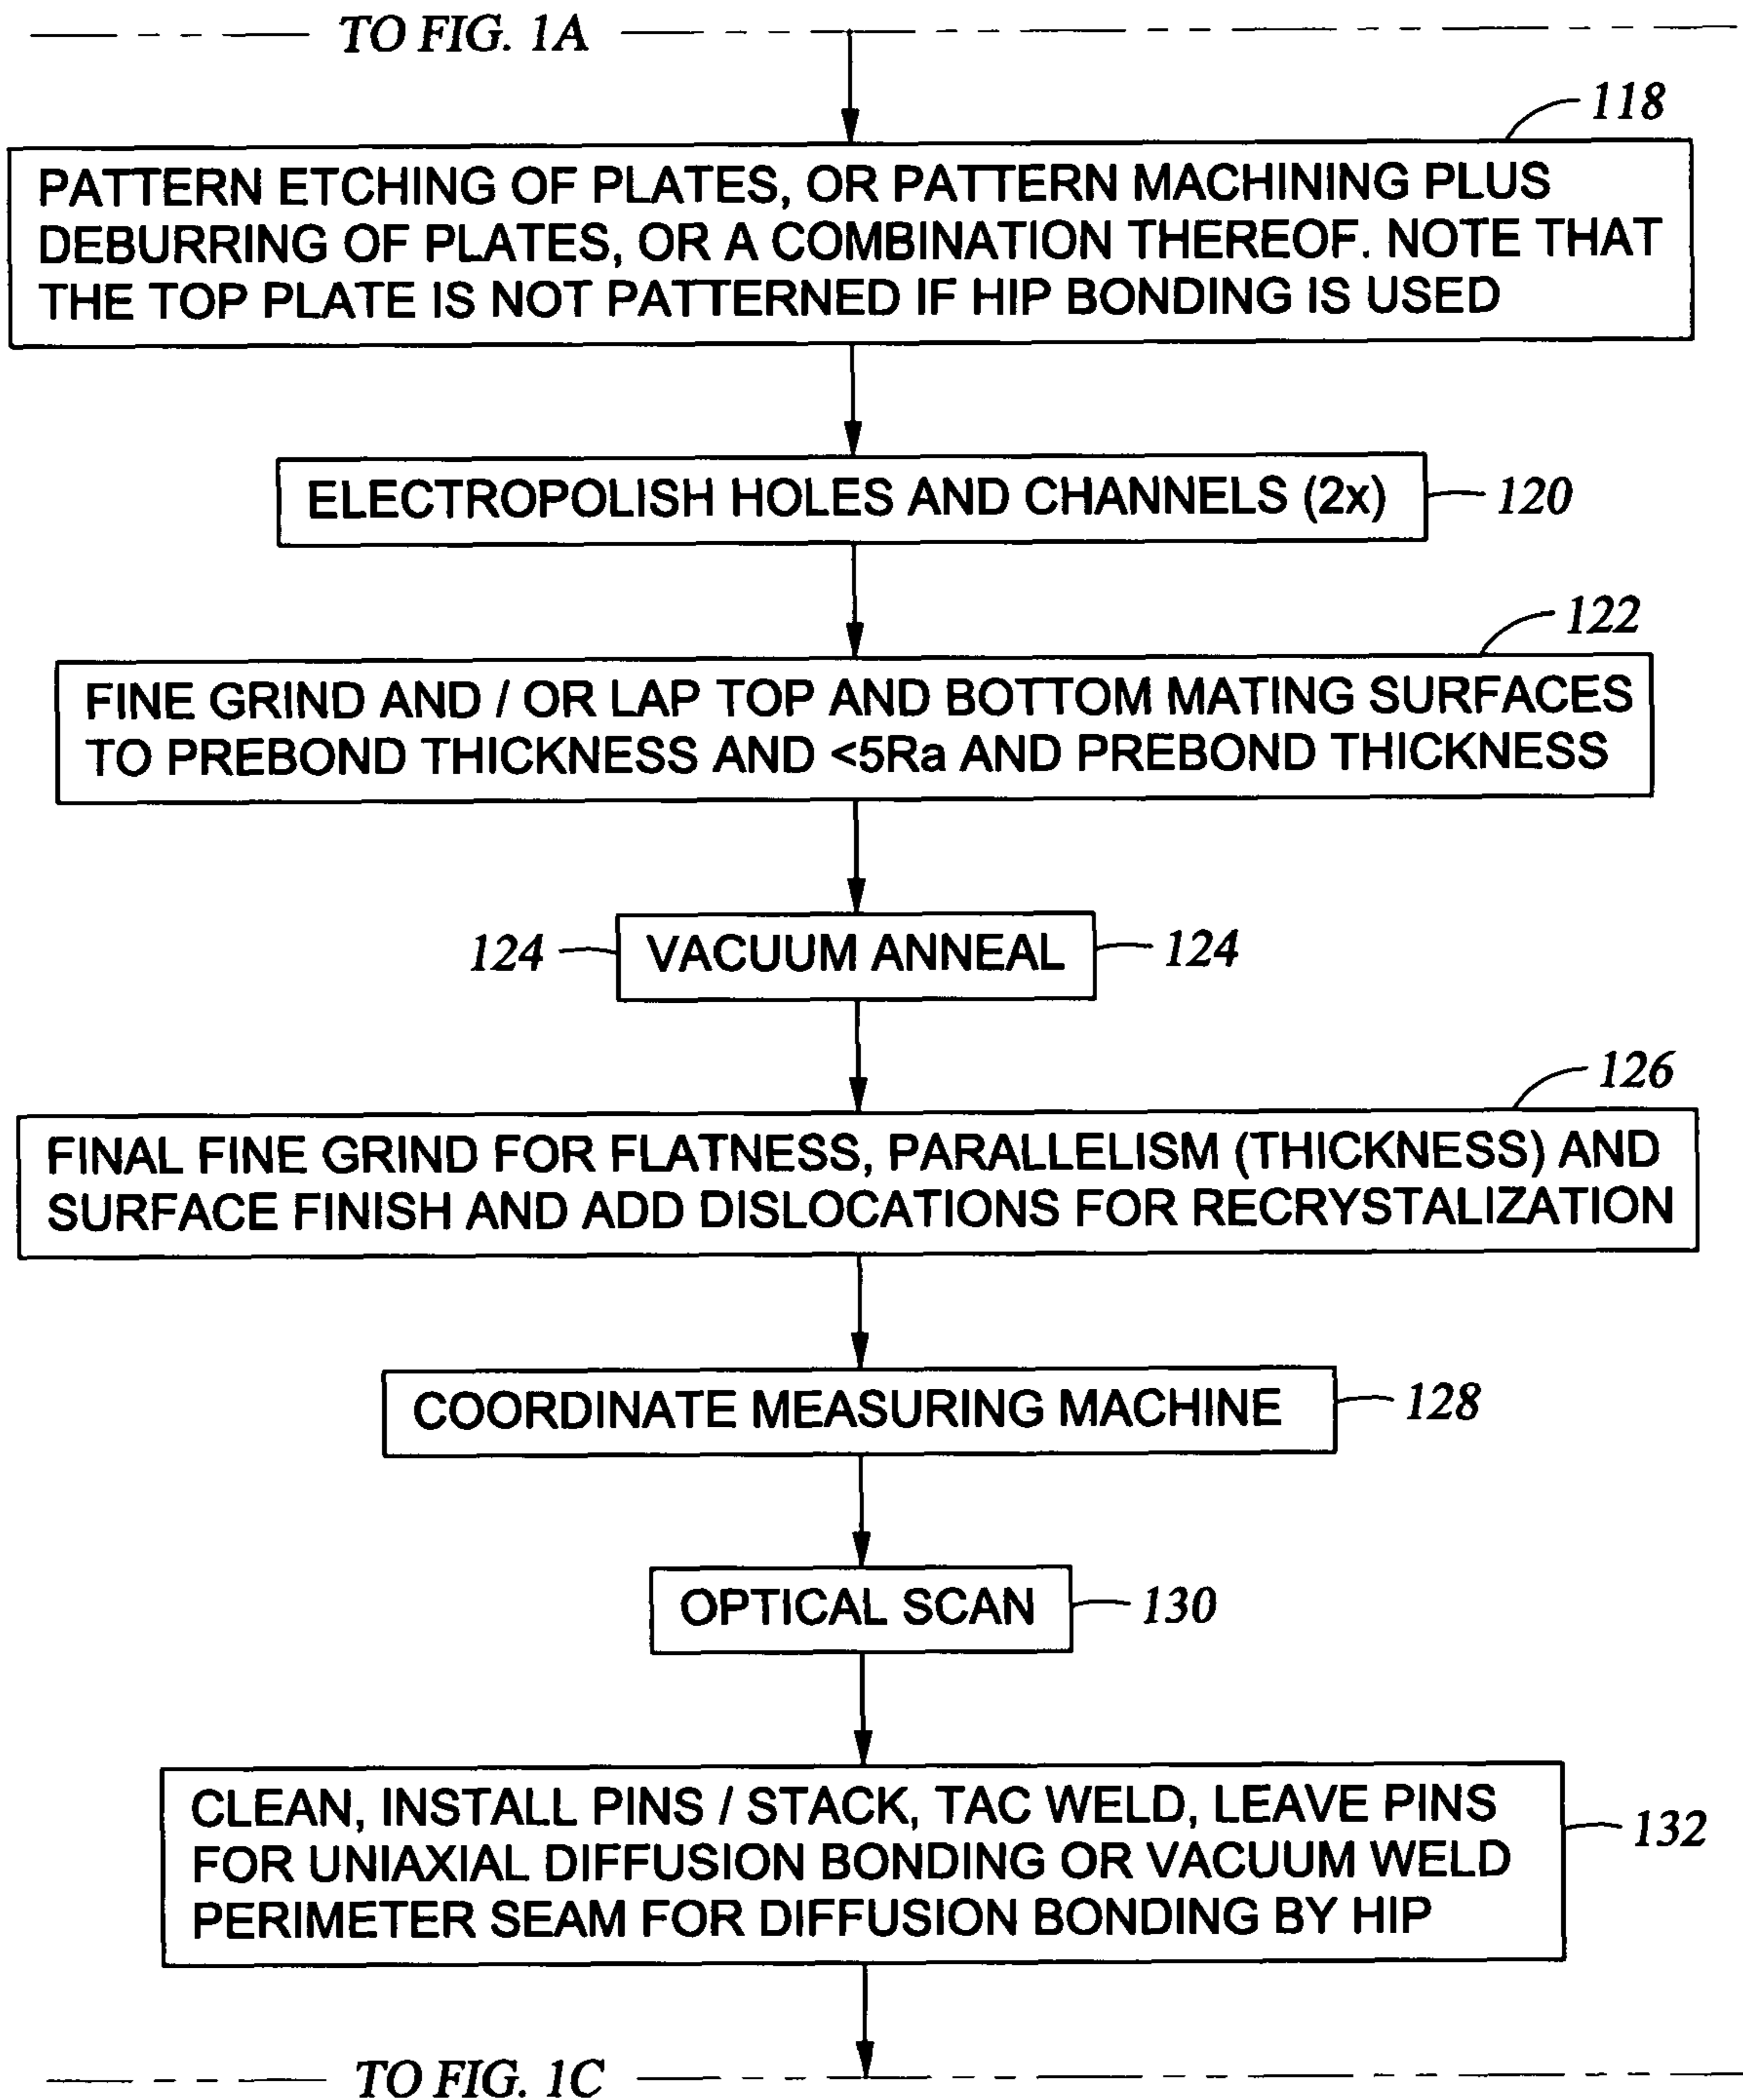 TO FIG. 1A
118
PATTERN ETCHING OF PLATES, OR PATTERN MACHINING PLUS
DEBURRING OF PLATES, OR A COMBINATION THEREOF. NOTE THAT
THE TOP PLATE IS NOT PATTERNED IF HIP BONDING IS USED
ELECTROPOLISH HOLES AND CHANNELS (2x)
120
122
FINE GRIND AND / OR LAP TOP AND BOTTOM MATING SURFACES
TO PREBOND THICKNESS AND <5Ra AND PREBOND THICKNESS
124
VACUUM ANNEAL
124
126
FINAL FINE GRIND FOR FLATNESS, PARALLELISM (THICKNESS) AND
SURFACE FINISH AND ADD DISLOCATIONS FOR RECRYSTALIZATION
COORDINATE MEASURING MACHINE
128
OPTICAL SCAN
130
CLEAN, INSTALL PINS / STACK, TAC WELD, LEAVE PINS
FOR UNIAXIAL DIFFUSION BONDING OR VACUUM WELD
PERIMETER SEAM FOR DIFFUSION BONDING BY HIP
132
TO FIG. 1C